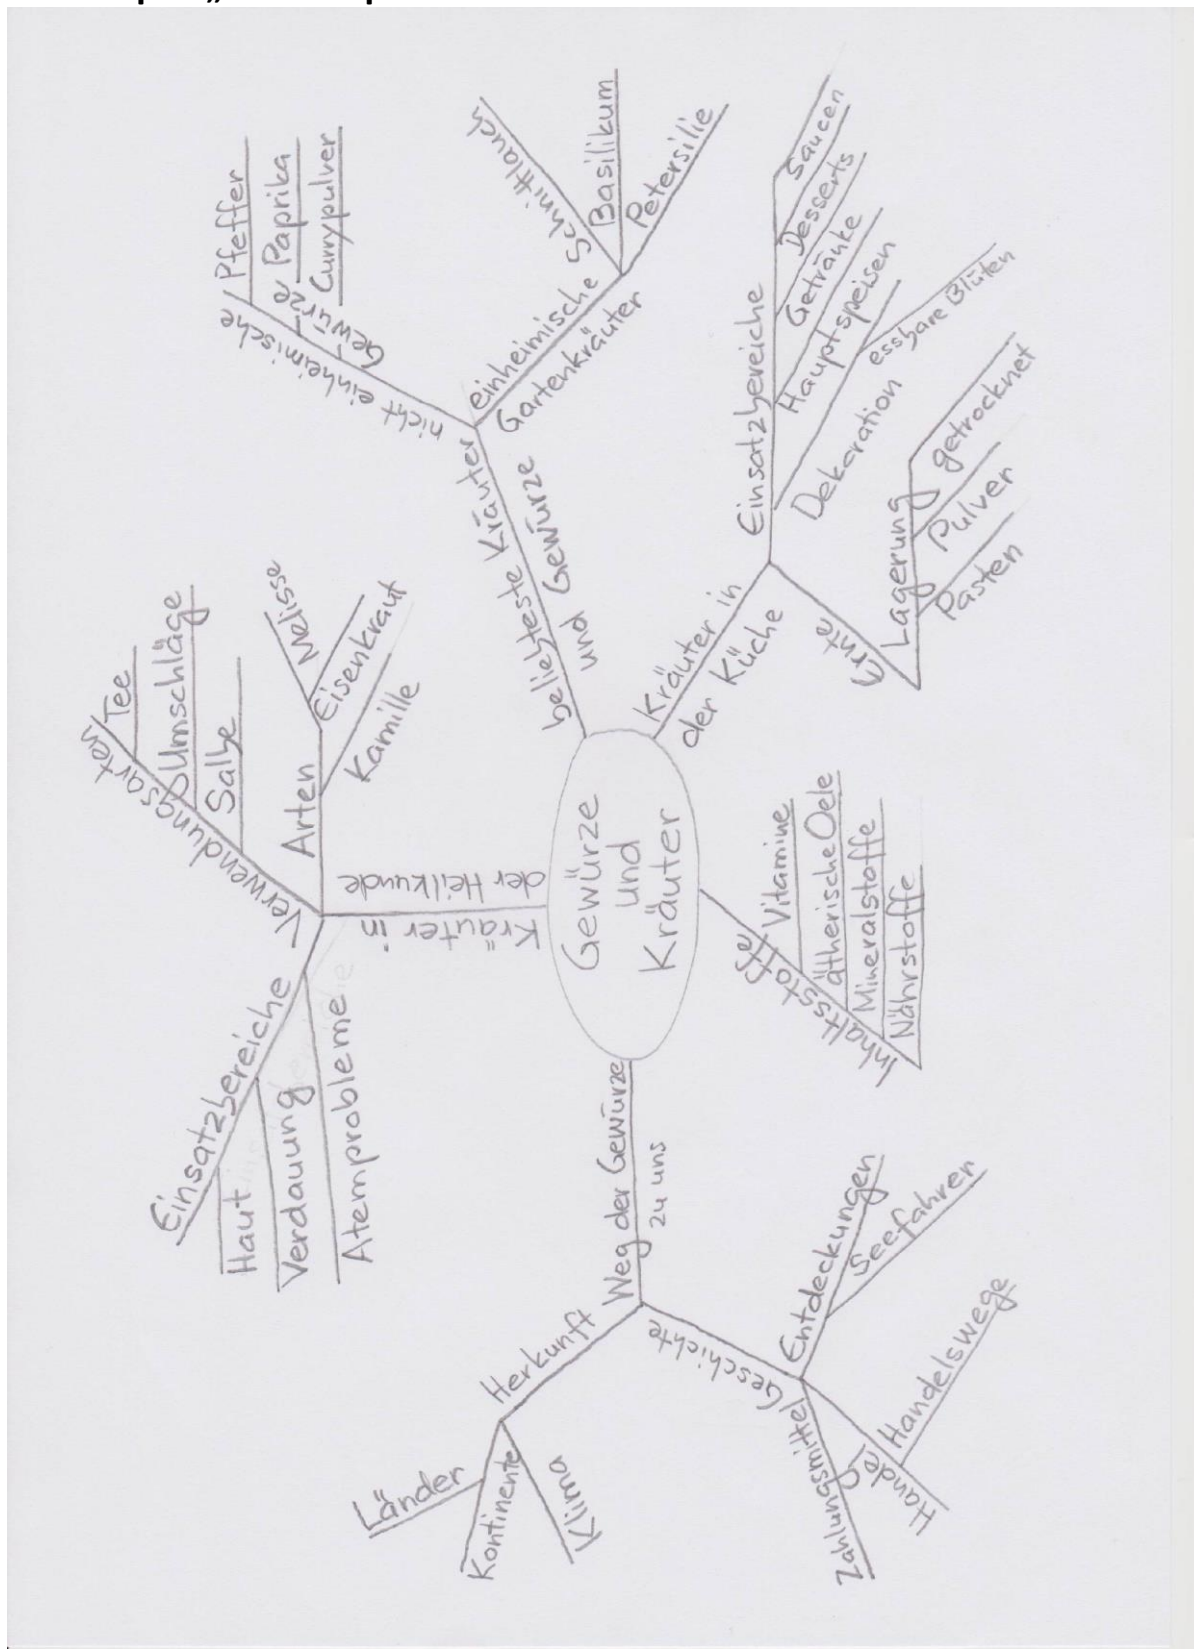 Gewürze
und
Kräuter
beliebteste Kräuter
und Gewürze
nicht einheimische
Gewürze
Pfeffer
Paprika
Currypulver
einheimische
Gartenkräuter
Schnittlauch
Basilikum
Petersilie
Kräuter in
der Küche
Einsatzbereiche
Saucen
Desserts
Getränke
Hauptspeisen
Dekoration
essbare Blüten
Ernte
Lagerung
getrocknet
Pulver
Pasten
Inhaltsstoffe
Vitamine
ätherische Oele
Mineralstoffe
Nährstoffe
Weg der Gewürze
zu uns
Geschichte
Entdeckungen
Seefahrer
Handel
Handelswege
Zahlungsmittel
Herkunft
Länder
Kontinente
Klima
Kräuter in
der Heilkunde
Einsatzbereiche
Haut
Verdauung
Atemprobleme
Verwendungsarten
Tee
Umschläge
Salbe
Arten
Melisse
Eisenkraut
Kamille